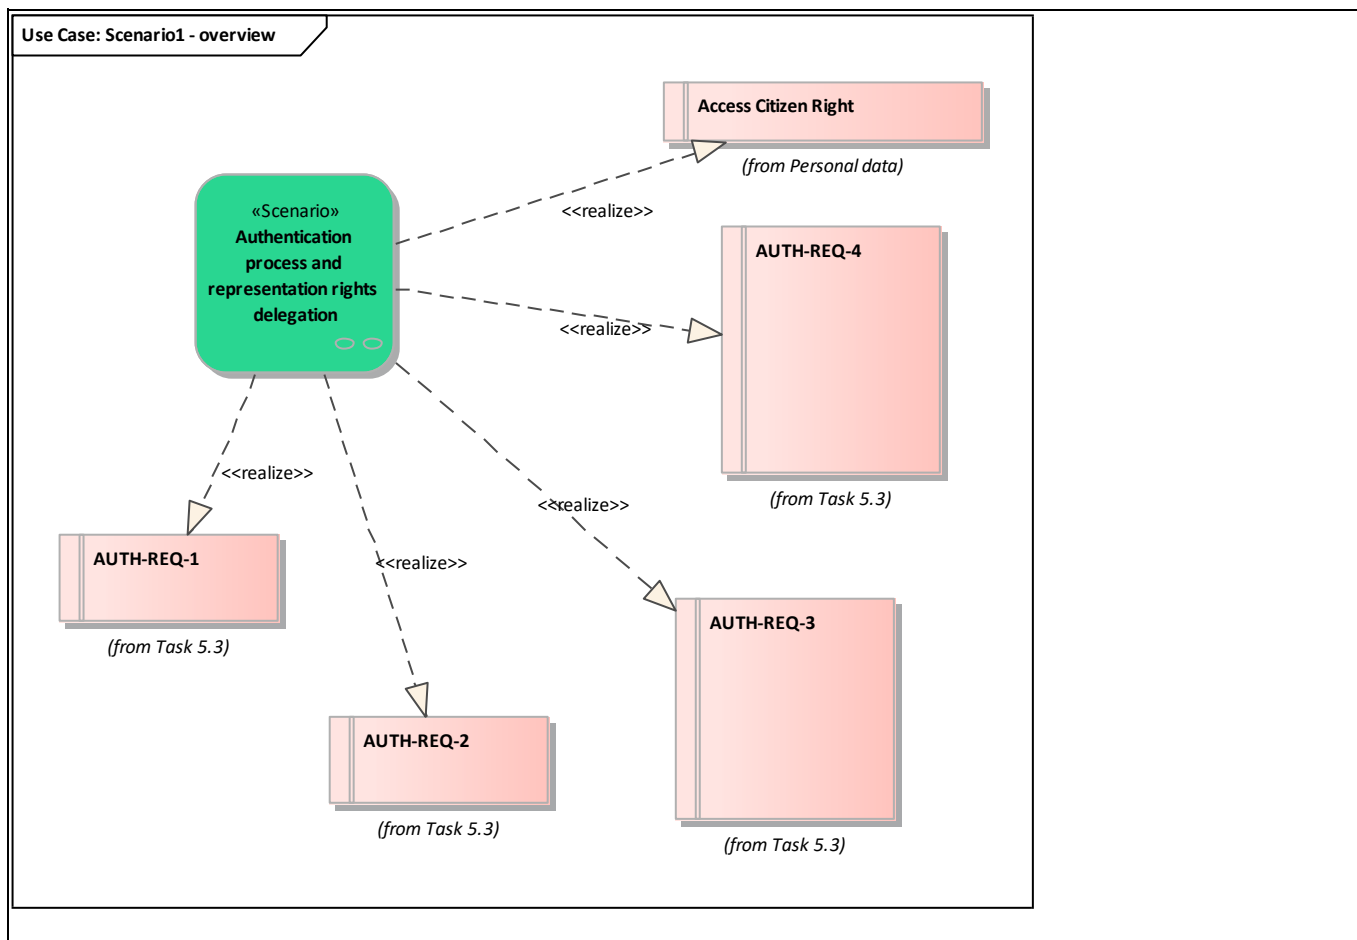 Use Case: Scenario1 - overview
Access Citizen Right
(from Personal data)
«Scenario»
Authentication
process and
representation rights
delegation
<<realize>>
AUTH-REQ-4
<<realize>>
(from Task 5.3)
<<realize>>
<<realize>>
AUTH-REQ-1
(from Task 5.3)
<<realize>>
AUTH-REQ-3
(from Task 5.3)
AUTH-REQ-2
(from Task 5.3)